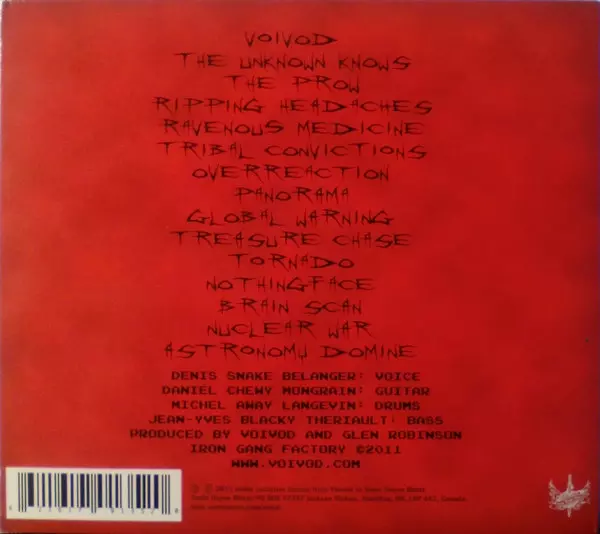 VOIVOD
THE UNKNOWN KNOWS
THE PROW
RIPPING HEADACHES
RAVENOUS MEDICINE
TRIBAL CONVICTIONS
OVERREACTION
PANORAMA
GLOBAL WARNING
TREASURE CHASE
TORNADO
NOTHINGFACE
BRAIN SCAN
NUCLEAR WAR
ASTRONOMY DOMINE
DENIS SNAKE BELANGER: VOICE
DANIEL CHEWY MONGRAIN: GUITAR
MICHEL AWAY LANGEVIN: DRUMS
JEAN-YVES BLACKY THERIAULT: BASS
PRODUCED BY VOIVOD AND GLEN ROBINSON
IRON GANG FACTORY ©2011
WWW.VOIVOD.COM